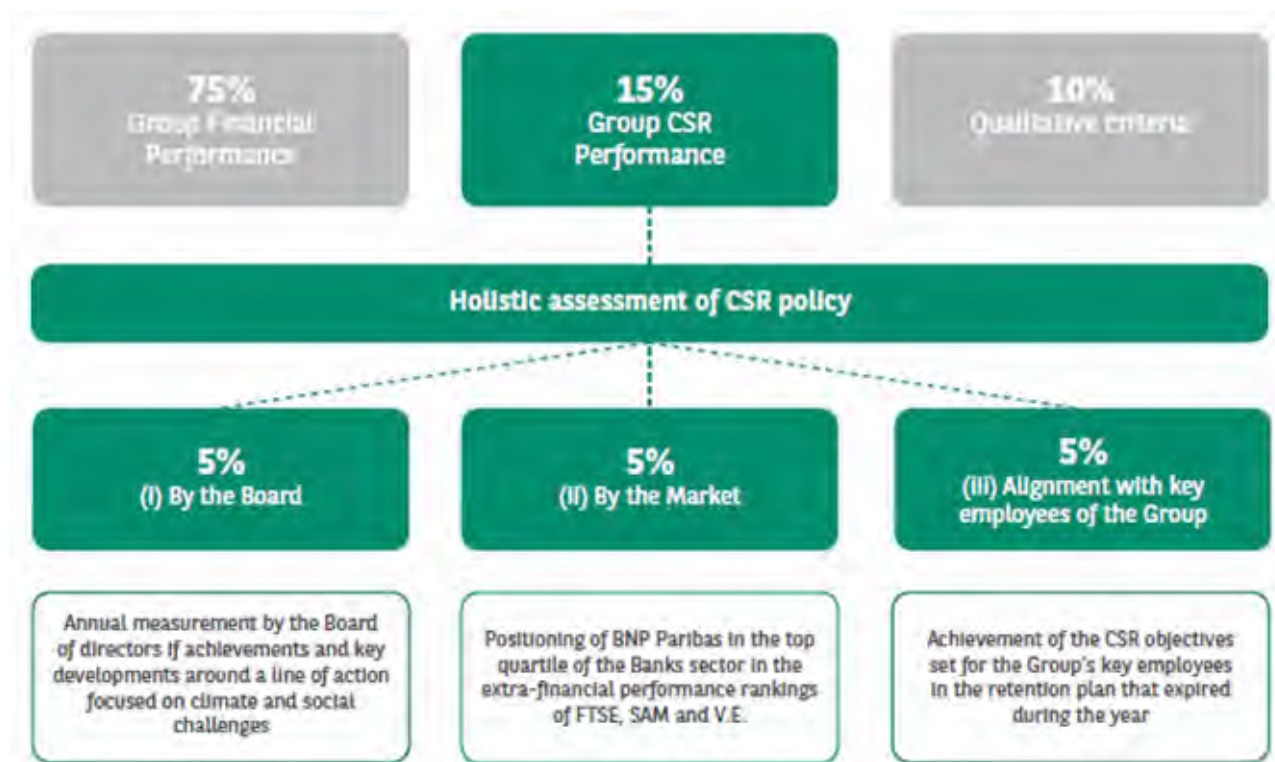 75%
Group Financial
Performance
15%
Group CSR
Performance
10%
Qualitative criteria
Holistic assessment of CSR policy
5%
(i) By the Board
5%
(ii) By the Market
5%
(iii) Alignment with key
employees of the Group
Annual measurement by the Board
of directors if achievements and key
developments around a line of action
focused on climate and social
challenges
Positioning of BNP Paribas in the top
quartile of the Banks sector in the
extra-financial performance rankings
of FTSE, SAM and V.E.
Achievement of the CSR objectives
set for the Group's key employees
in the retention plan that expired
during the year